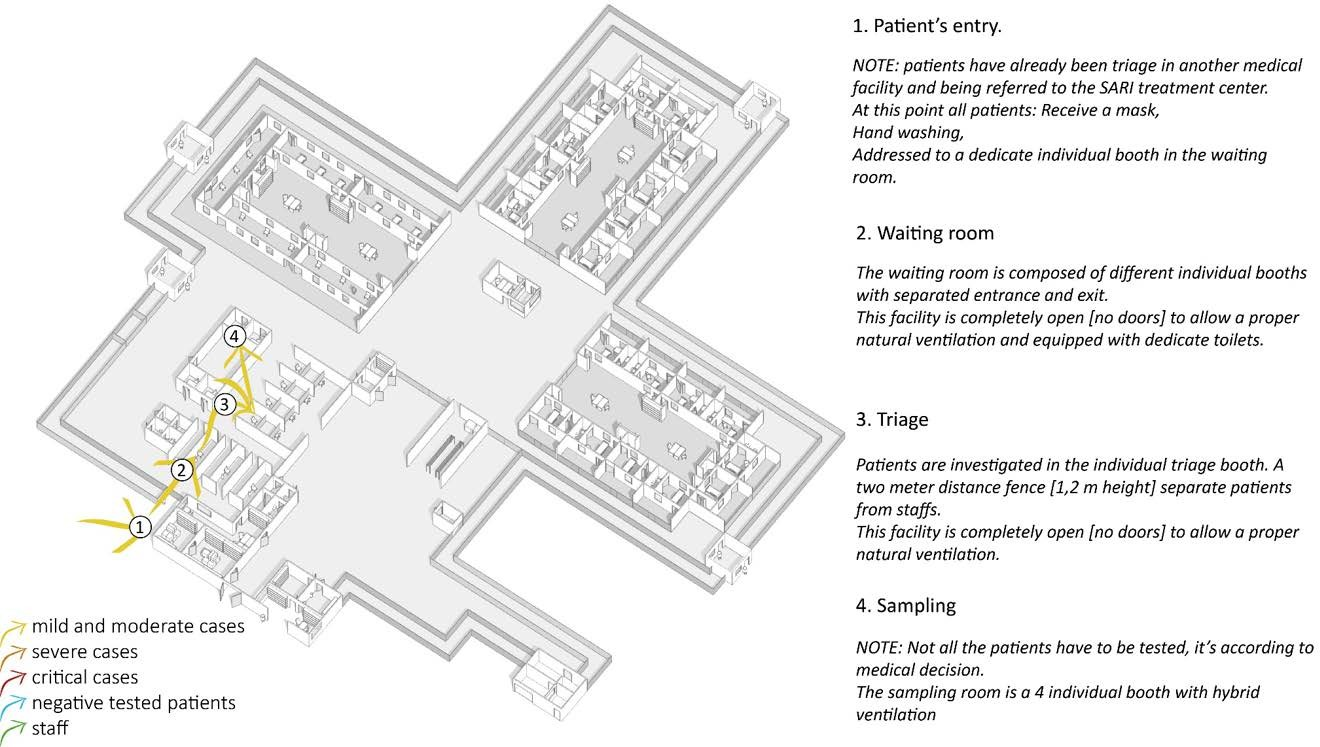 1. Patient's entry.
NOTE: patients have already been triage in another medical
facility and being referred to the SARI treatment center.
At this point all patients: Receive a mask,
Hand washing,
Addressed to a dedicate individual booth in the waiting
room.
2. Waiting room
The waiting room is composed of different individual booths
with separated entrance and exit.
This facility is completely open [no doors] to allow a proper
natural ventilation and equipped with dedicate toilets.
3. Triage
Patients are investigated in the individual triage booth. A
two meter distance fence [1,2 m height] separate patients
from staffs.
This facility is completely open [no doors] to allow a proper
natural ventilation.
4. Sampling
NOTE: Not all the patients have to be tested, it's according to
medical decision.
The sampling room is a 4 individual booth with hybrid
ventilation
4
3
2
1
mild and moderate cases
severe cases
critical cases
negative tested patients
staff